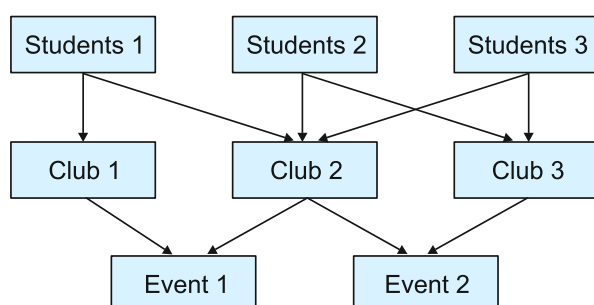 Students 1
Students 2
Students 3
Club 1
Club 2
Club 3
Event 1
Event 2